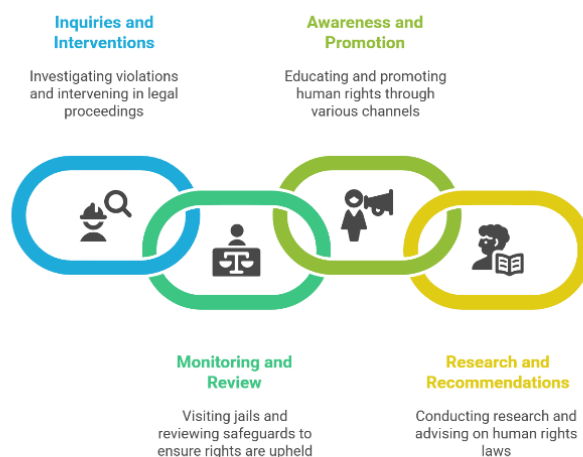 Inquiries and
Interventions
Investigating violations
and intervening in legal
proceedings
Awareness and
Promotion
Educating and promoting
human rights through
various channels
Monitoring and
Review
Visiting jails and
reviewing safeguards to
ensure rights are upheld
Research and
Recommendations
Conducting research and
advising on human rights
laws